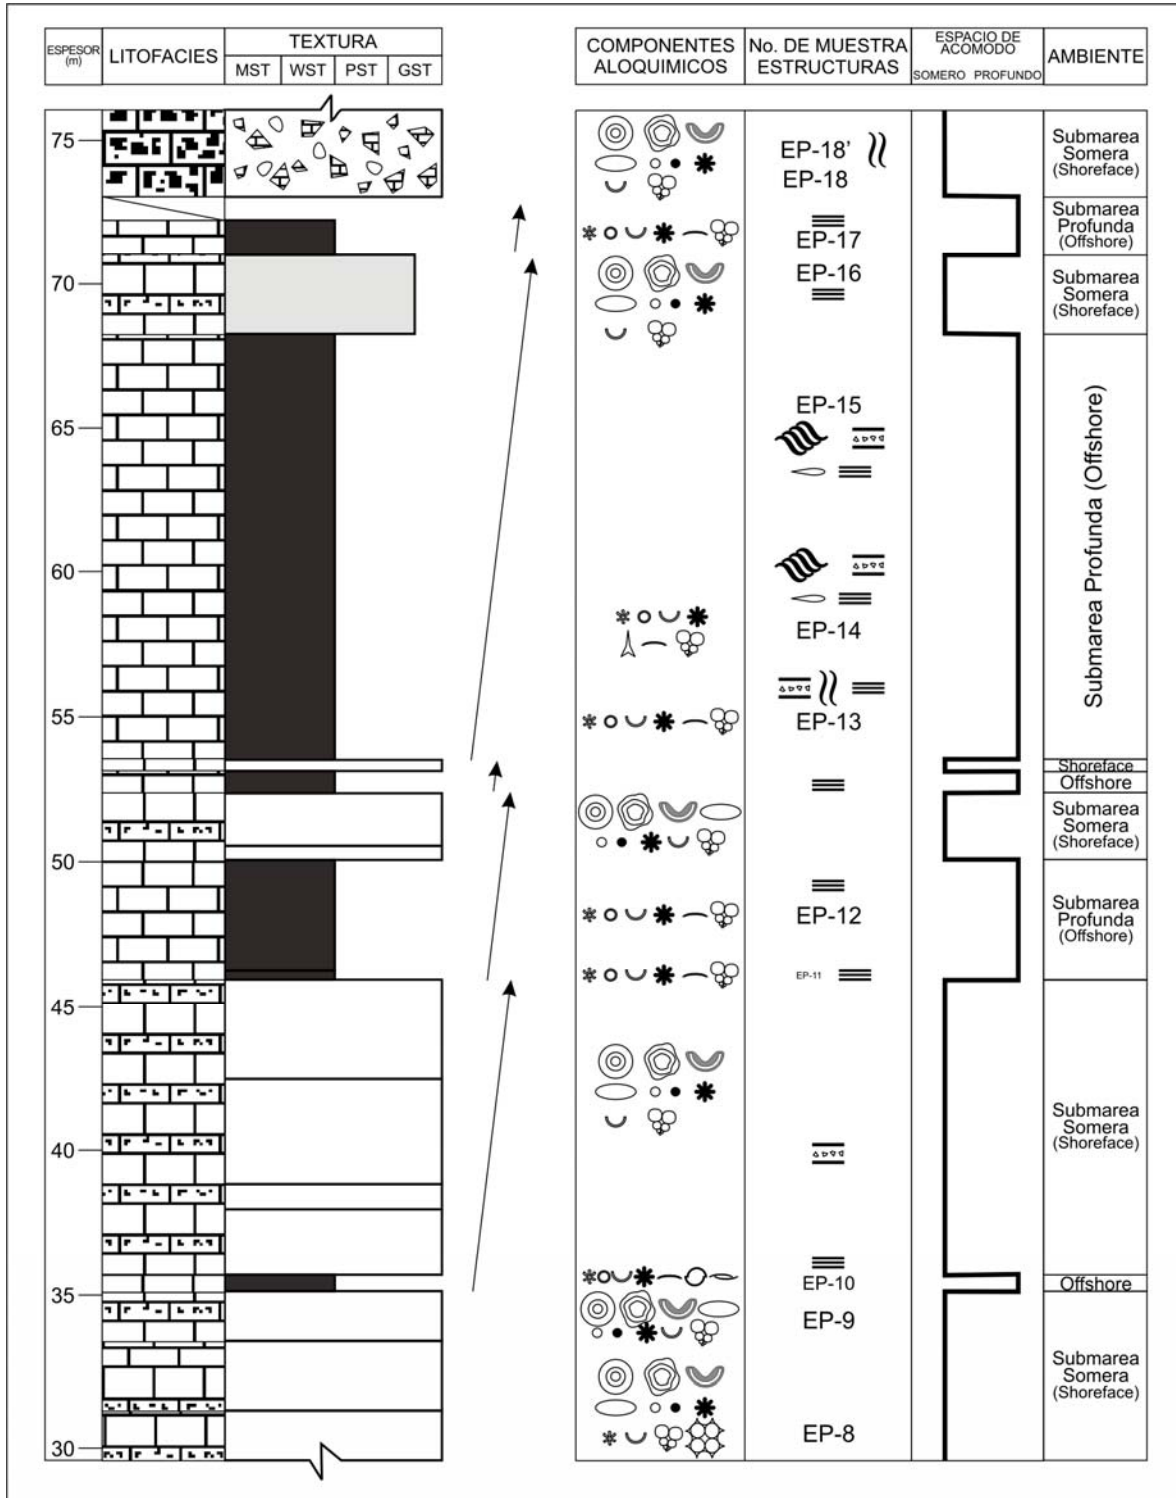 ESPESOR
(m)
LITOFACIES
TEXTURA
MST
WST
PST
GST
COMPONENTES
ALOQUIMICOS
No. DE MUESTRA
ESTRUCTURAS
ESPACIO DE
ACOMODO
SOMERO PROFUNDO
AMBIENTE
75
EP-18’
EP-18
Submarea
Somera
(Shoreface)
EP-17
Submarea
Profunda
(Offshore)
70
EP-16
Submarea
Somera
(Shoreface)
65
EP-15
60
EP-14
Submarea Profunda (Offshore)
55
EP-13
Shoreface
Offshore
Submarea
Somera
(Shoreface)
50
EP-12
Submarea
Profunda
(Offshore)
EP-11
45
40
Submarea
Somera
(Shoreface)
35
EP-10
Offshore
EP-9
Submarea
Somera
(Shoreface)
30
EP-8